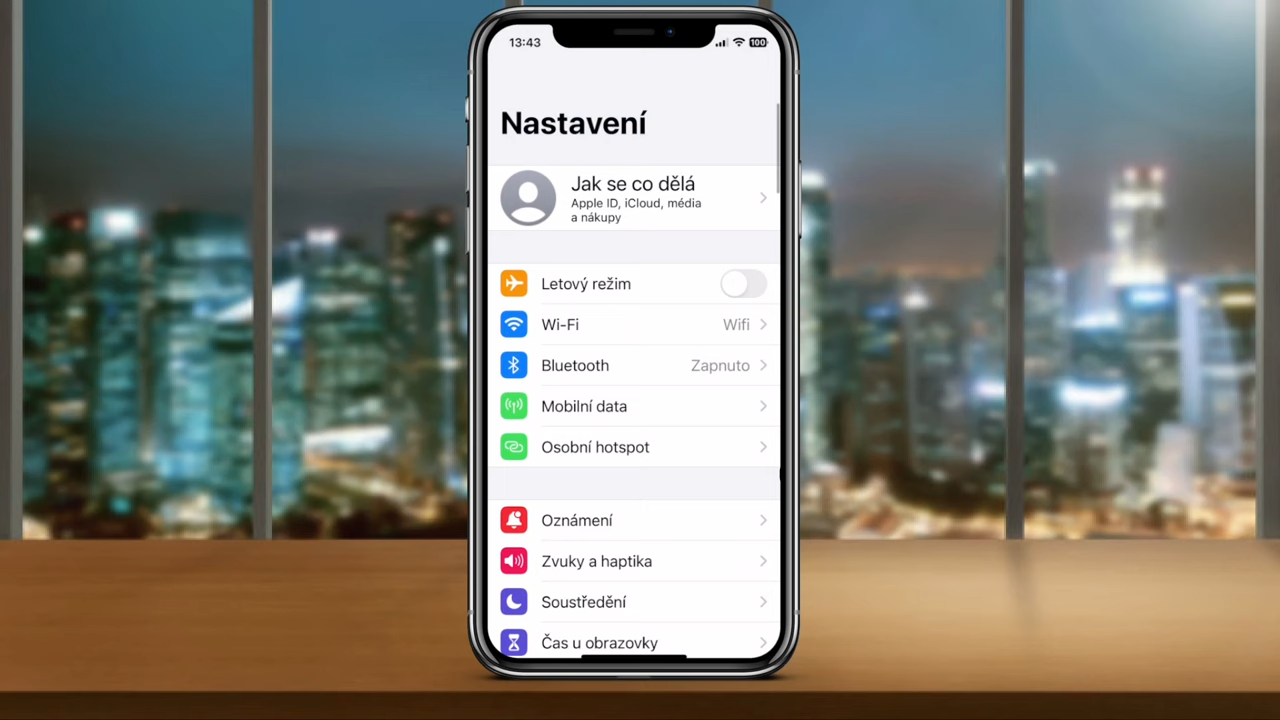 13:43
100
Nastavení
Jak se co dělá
Apple ID, iCloud, média
a nákupy
Letový režim
Wi-Fi
Wifi
Bluetooth
Zapnuto
Mobilní data
Osobní hotspot
Oznámení
Zvuky a haptika
Soustředění
Čas u obrazovky